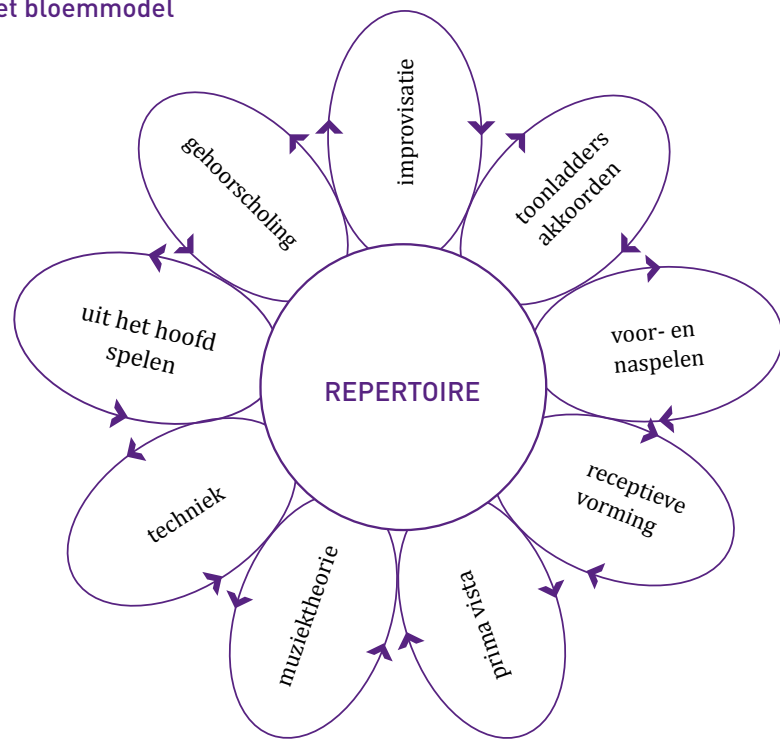 et bloemmodel
improvisatie
toonladders
akkoorden
voor- en
naspelen
receptieve
vorming
prima vista
muziektheorie
techniek
uit het hoofd
spelen
gehoorscholing
REPERTOIRE